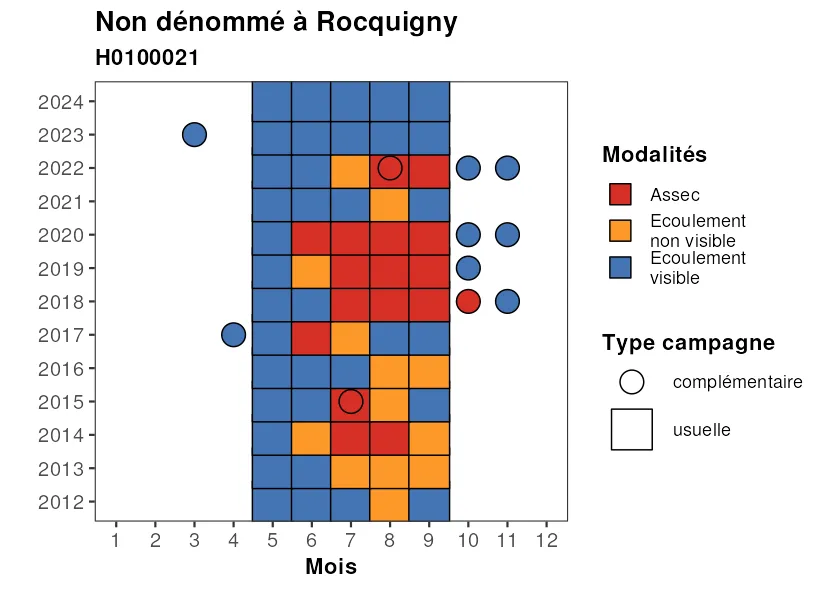 Non dénommé à Rocquigny
H0100021
2024
2023
2022
2021
2020
2019
2018
2017
2016
2015
2014
2013
2012
1 2 3 4 5 6 7 8 9 10 11 12
Mois
Modalités
Assec
Ecoulement
non visible
Ecoulement
visible
Type campagne
complémentaire
usuelle